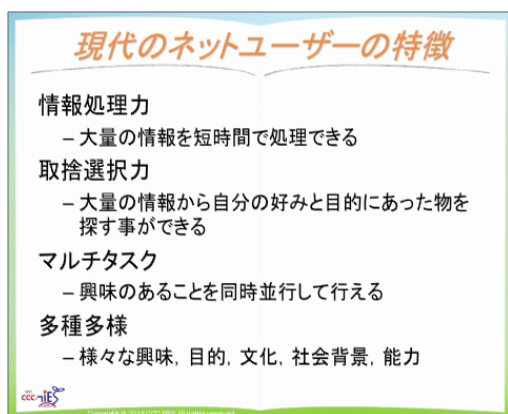 現代のネットユーザーの特徴
情報処理力
– 大量の情報を短時間で処理できる
取捨選択力
– 大量の情報から自分の好みと目的にあった物を
探す事ができる
マルチタスク
– 興味のあることを同時並行して行える
多種多様
– 様々な興味, 目的, 文化, 社会背景, 能力